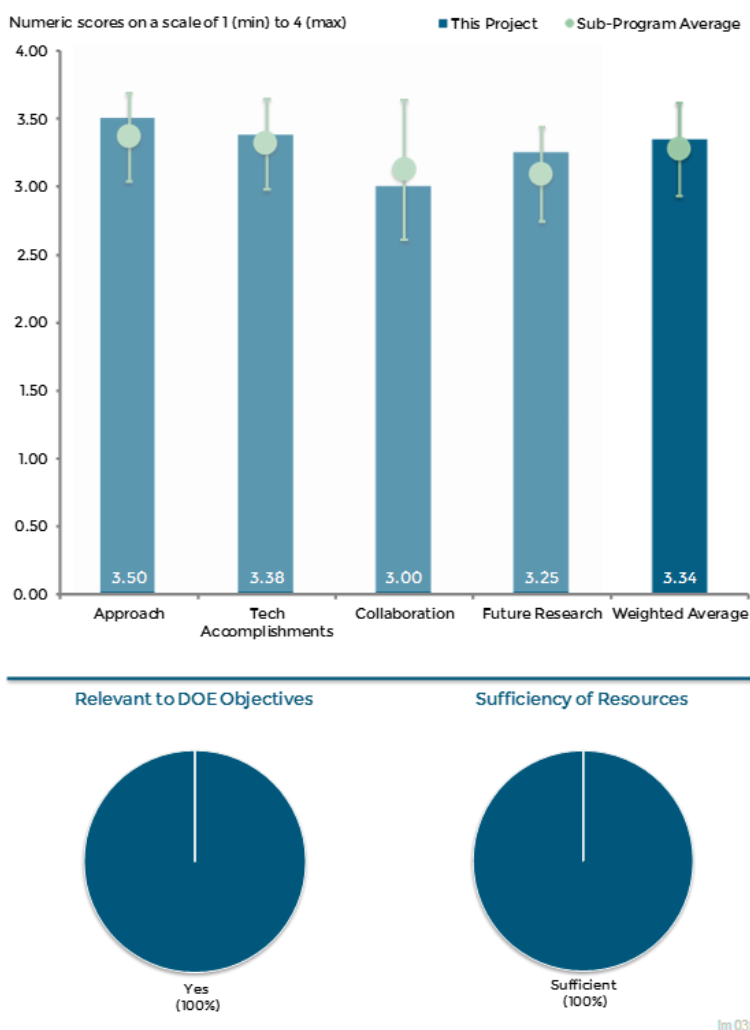 Numeric scores on a scale of 1 (min) to 4 (max)
This Project
Sub-Program Average
4.00
3.50
3.00
2.50
2.00
1.50
1.00
0.50
0.00
3.50
3.38
3.00
3.25
3.34
Approach
Tech
Accomplishments
Collaboration
Future Research
Weighted Average
Relevant to DOE Objectives
Sufficiency of Resources
Yes
(100%)
Sufficient
(100%)